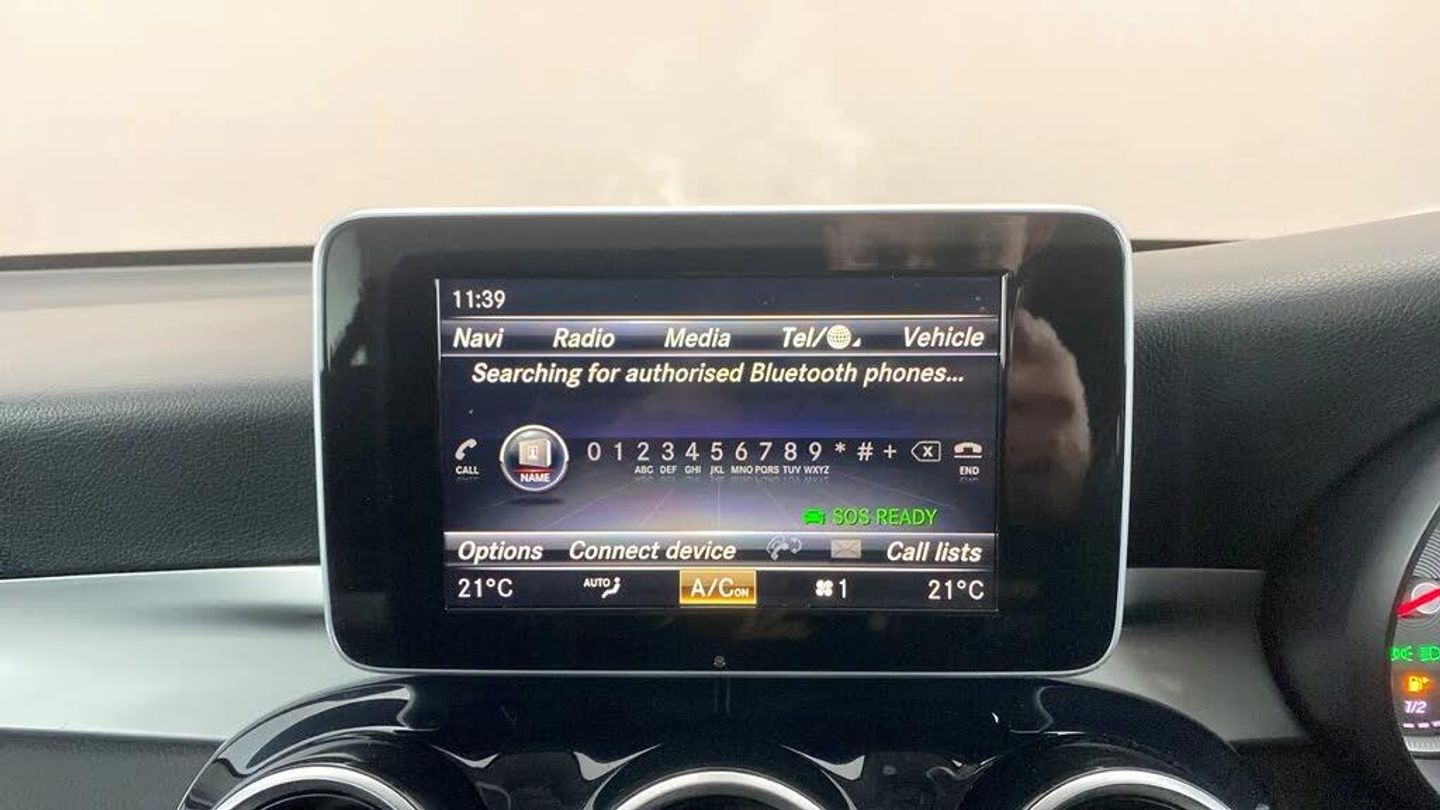 11:39
Navi Radio Media Tel/ Vehicle
Searching for authorised Bluetooth phones...
CALL NAME 0 1 2 3 4 5 6 7 8 9 * # + X END
ABC DEF GHI JKL MNO PQRS TUV WXYZ
SOS READY
Options Connect device Call lists
21°C AUTO A/C ON 1 21°C
1/2